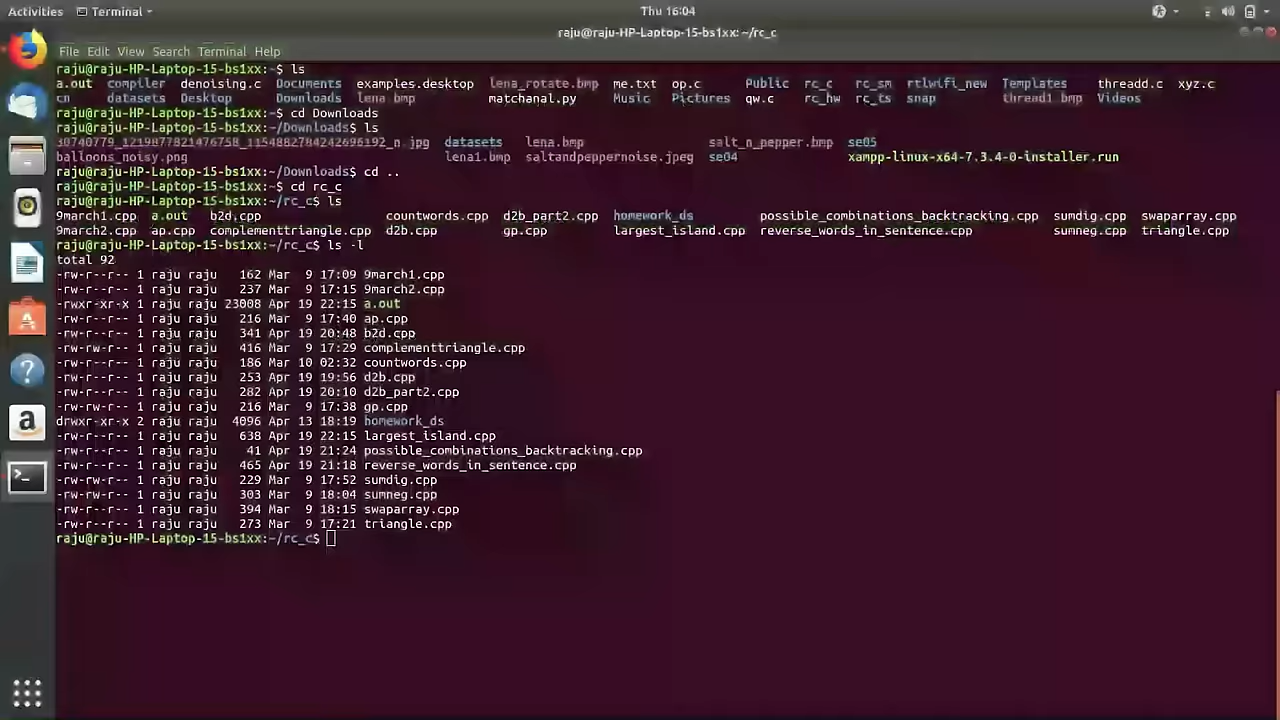 Activities Terminal Thu 16:04
raju@raju-HP-Laptop-15-bs1xx: ~/rc_c
File Edit View Search Terminal Help
raju@raju-HP-Laptop-15-bs1xx:~$ ls
a.out compiler denoising.c Documents examples.desktop lena_rotate.bmp me.txt op.c Public rc_c rc_sm rtlwifi_new Templates threadd.c xyz.c
cn datasets Desktop Downloads lena.bmp matchanal.py Music Pictures qw.c rc_hw rc_ts snap thread1.bmp Videos
raju@raju-HP-Laptop-15-bs1xx:~$ cd Downloads
raju@raju-HP-Laptop-15-bs1xx:~/Downloads$ ls
30740779_1219877821476758_1154882784242696192_n.jpg datasets lena.bmp salt_n_pepper.bmp se05
balloons_noisy.png lena1.bmp saltandpeppernoise.jpeg se04 xampp-linux-x64-7.3.4-0-installer.run
raju@raju-HP-Laptop-15-bs1xx:~/Downloads$ cd ..
raju@raju-HP-Laptop-15-bs1xx:~$ cd rc_c
raju@raju-HP-Laptop-15-bs1xx:~/rc_c$ ls
9march1.cpp a.out b2d.cpp countwords.cpp d2b_part2.cpp homework_ds possible_combinations_backtracking.cpp sumdig.cpp swaparray.cpp
9march2.cpp ap.cpp complementtriangle.cpp d2b.cpp gp.cpp largest_island.cpp reverse_words_in_sentence.cpp sumneg.cpp triangle.cpp
raju@raju-HP-Laptop-15-bs1xx:~/rc_c$ ls -l
total 92
-rw-r--r-- 1 raju raju 162 Mar 9 17:09 9march1.cpp
-rw-r--r-- 1 raju raju 237 Mar 9 17:15 9march2.cpp
-rwxr-xr-x 1 raju raju 23008 Apr 19 22:15 a.out
-rw-r--r-- 1 raju raju 216 Mar 9 17:40 ap.cpp
-rw-r--r-- 1 raju raju 341 Apr 19 20:48 b2d.cpp
-rw-rw-r-- 1 raju raju 416 Mar 9 17:29 complementtriangle.cpp
-rw-r--r-- 1 raju raju 186 Mar 10 02:32 countwords.cpp
-rw-r--r-- 1 raju raju 253 Apr 19 19:56 d2b.cpp
-rw-r--r-- 1 raju raju 282 Apr 19 20:10 d2b_part2.cpp
-rw-rw-r-- 1 raju raju 216 Mar 9 17:38 gp.cpp
drwxr-xr-x 2 raju raju 4096 Apr 13 18:19 homework_ds
-rw-r--r-- 1 raju raju 638 Apr 19 22:15 largest_island.cpp
-rw-r--r-- 1 raju raju 41 Apr 19 21:24 possible_combinations_backtracking.cpp
-rw-r--r-- 1 raju raju 465 Apr 19 21:18 reverse_words_in_sentence.cpp
-rw-r--r-- 1 raju raju 229 Mar 9 17:52 sumdig.cpp
-rw-rw-r-- 1 raju raju 303 Mar 9 18:04 sumneg.cpp
-rw-r--r-- 1 raju raju 394 Mar 9 18:15 swaparray.cpp
-rw-r--r-- 1 raju raju 273 Mar 9 17:21 triangle.cpp
raju@raju-HP-Laptop-15-bs1xx:~/rc_c$